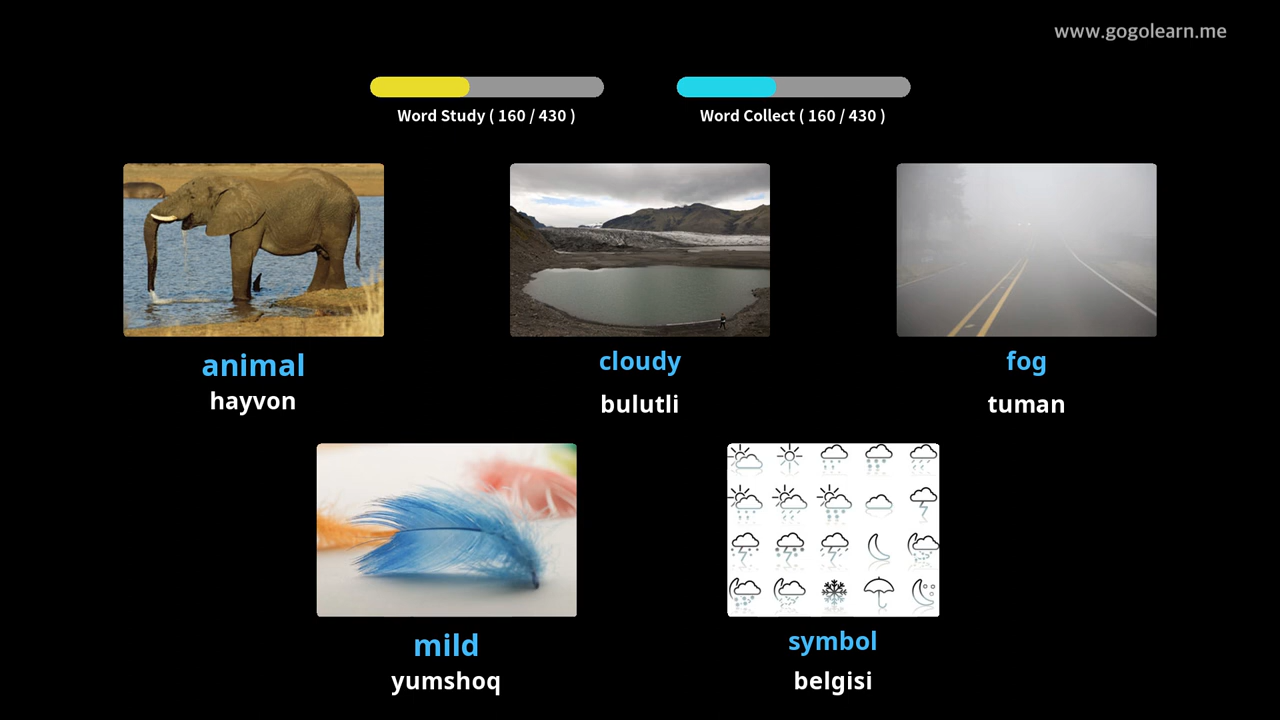 www.gogolearn.me
Word Study ( 160 / 430 )
Word Collect ( 160 / 430 )
animal
hayvon
cloudy
bulutli
fog
tuman
mild
yumshoq
symbol
belgisi